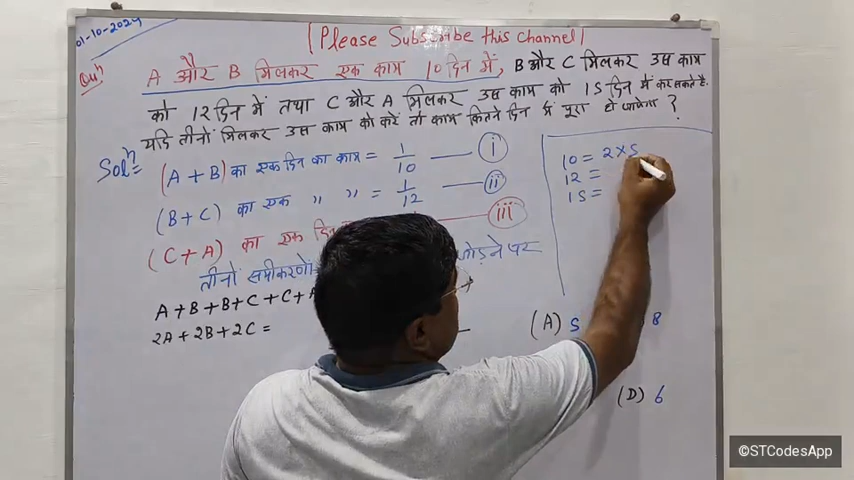 01-10-2024
(Please Subscribe this channel)
Quⁿ A और B मिलकर एक काम 10 दिन में, B और C मिलकर उस काम
को 12 दिन में तथा C और A मिलकर उस काम को 15 दिन में कर सकते है.
यदि तीनों मिलकर उस काम को करें तो काम कितने दिन में पूरा हो जायेगा ?
Solⁿ=
(A + B) का एक दिन का काम = 1/10 —— (i)
(B + C) का एक " " = 1/12 —— (ii)
(C + A) का एक —— (iii)
तीनों समीकरणों जोड़ने पर
A + B + B + C + C + A
2A + 2B + 2C =
10 = 2 × 5
12 =
15 =
(A) 5 8
(D) 6
©STCodesApp